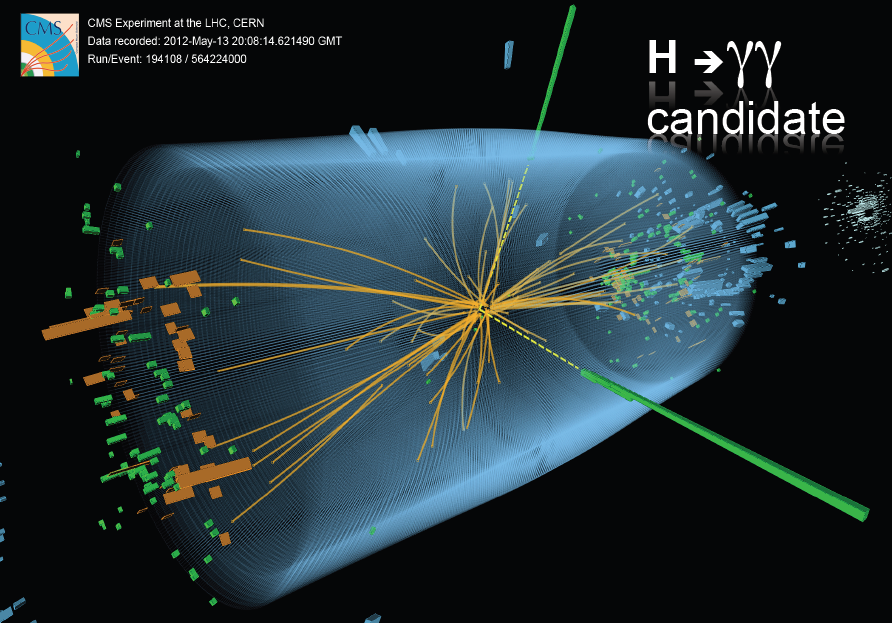 CMS
CMS Experiment at the LHC, CERN
Data recorded: 2012-May-13 20:08:14.621490 GMT
Run/Event: 194108 / 564224000
H ➔γγ
candidate